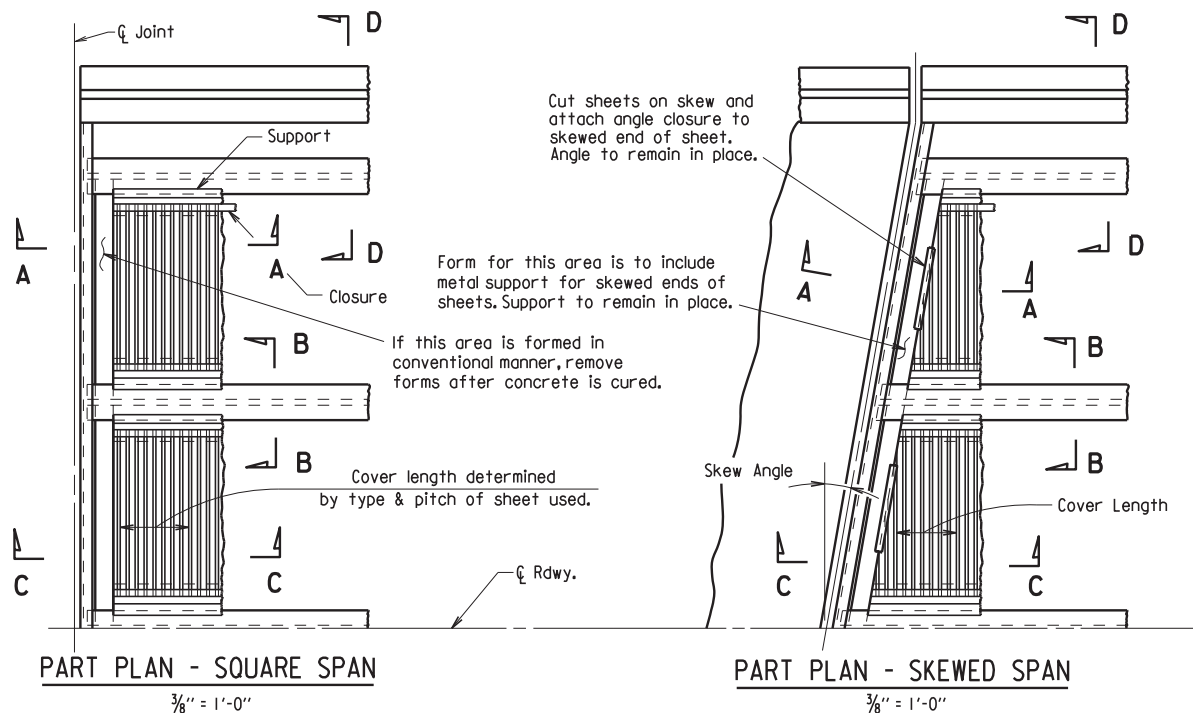 ℄ Joint
D
Support
A
A
D
Closure
If this area is formed in
conventional manner, remove
forms after concrete is cured.
B
B
Cover length determined
by type & pitch of sheet used.
C
C
℄ Rdwy.
PART PLAN - SQUARE SPAN
3/8" = 1'-0"
D
Cut sheets on skew and
attach angle closure to
skewed end of sheet.
Angle to remain in place.
D
A
A
Form for this area is to include
metal support for skewed ends of
sheets. Support to remain in place.
B
B
Skew Angle
Cover Length
C
C
PART PLAN - SKEWED SPAN
3/8" = 1'-0"